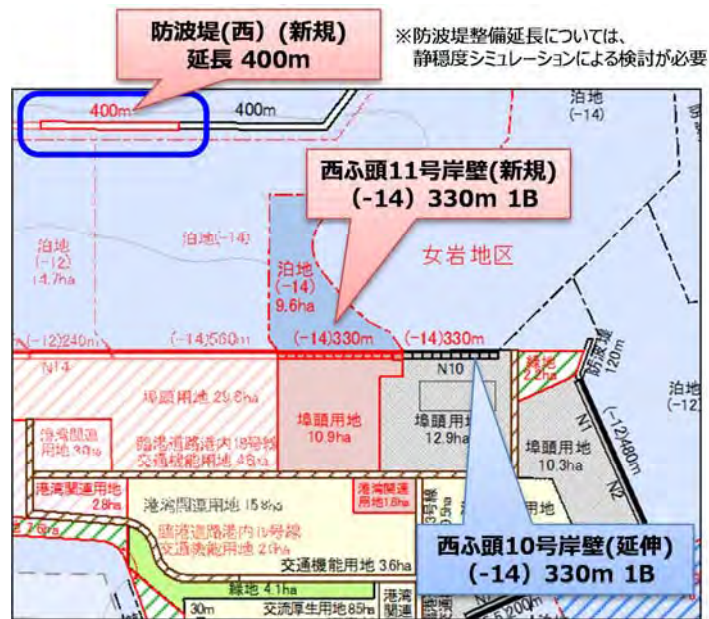 防波堤(西)(新規)
延長 400m
※防波堤整備延長については、
静穏度シミュレーションによる検討が必要
400m
400m
泊地
(-14)
西ふ頭11号岸壁(新規)
(-14) 330m 1B
泊地
(-12)
14.7ha
泊地(-14)
泊地
(-14)
9.6ha
女岩地区
(-12)240m
(-14)560m
(-14)330m
(-14)330m
N14
N10
緑地
2.2ha
防波堤
120m
泊地
(-12)
埠頭用地 29.6ha
埠頭用地
10.9ha
埠頭用地
12.9ha
埠頭用地
10.3ha
N1
(-12)480m
N2
港湾関連
用地 3.0ha
臨港道路港内18号線
交通機能用地 4.6ha
港湾関連用地
2.8ha
港湾関連用地 15.8ha
港湾関連
用地1.6ha
臨港道路港内15号線
交通機能用地 2.0ha
交通機能用地 3.6ha
西ふ頭10号岸壁(延伸)
(-14) 330m 1B
緑地 4.1ha
30m
交流厚生用地 8.5ha
港湾
関連